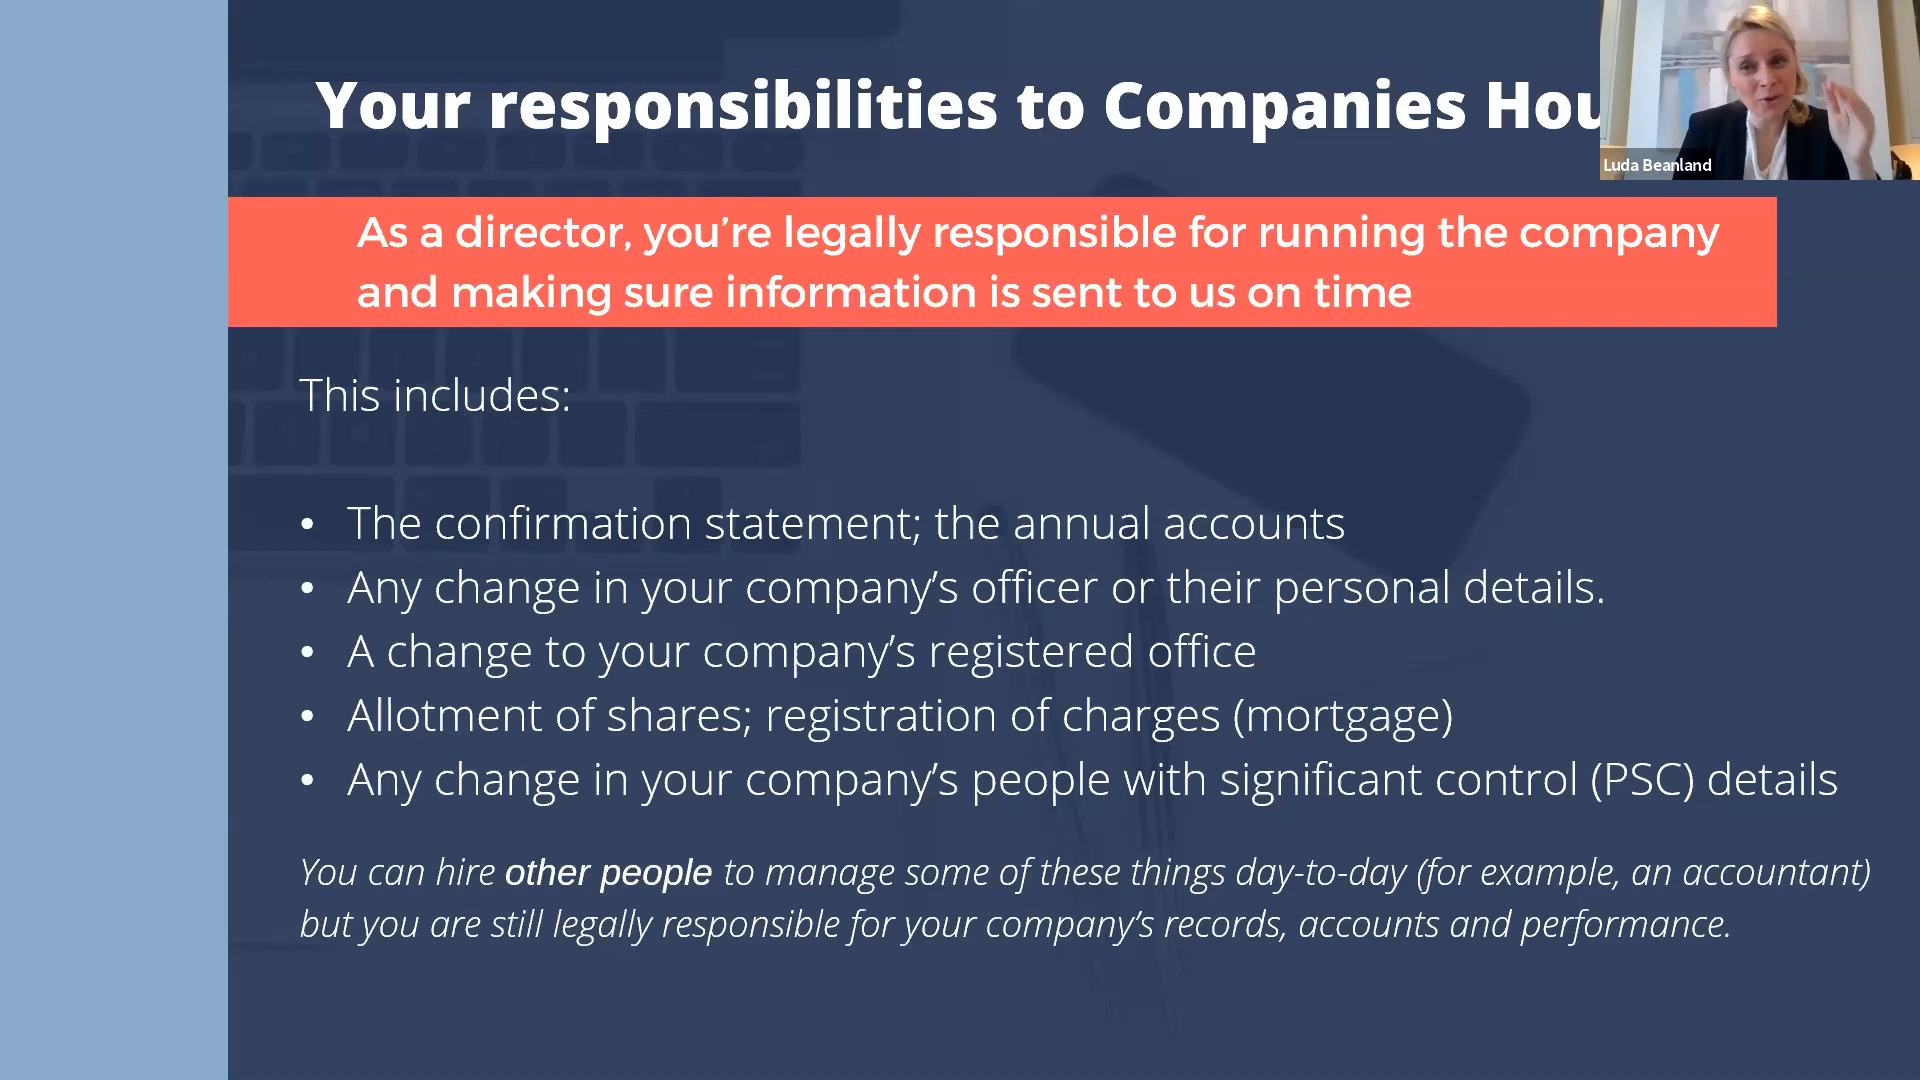 Your responsibilities to Companies Hou
Luda Beanland
As a director, you’re legally responsible for running the company
and making sure information is sent to us on time
This includes:
• The confirmation statement; the annual accounts
• Any change in your company’s officer or their personal details.
• A change to your company’s registered office
• Allotment of shares; registration of charges (mortgage)
• Any change in your company’s people with significant control (PSC) details
You can hire other people to manage some of these things day-to-day (for example, an accountant)
but you are still legally responsible for your company’s records, accounts and performance.